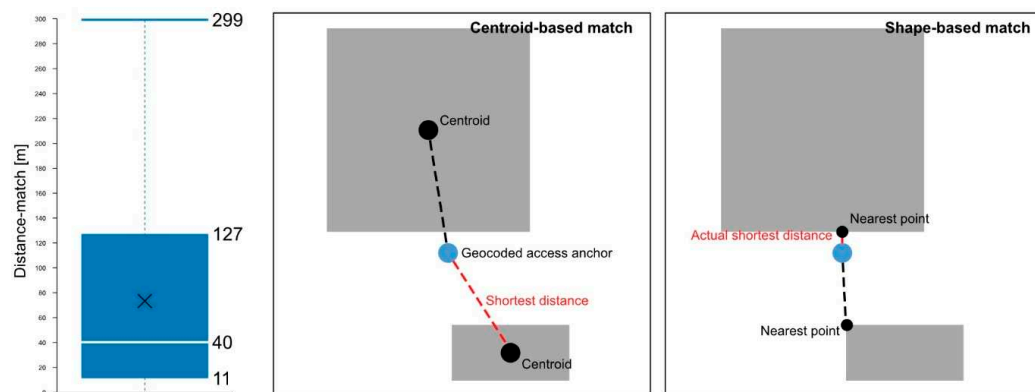 Distance-match [m]
300
280
260
240
220
200
180
160
140
120
100
80
60
40
20
0
299
127
40
11
Centroid-based match
Centroid
Geocoded access anchor
Shortest distance
Centroid
Shape-based match
Nearest point
Actual shortest distance
Nearest point